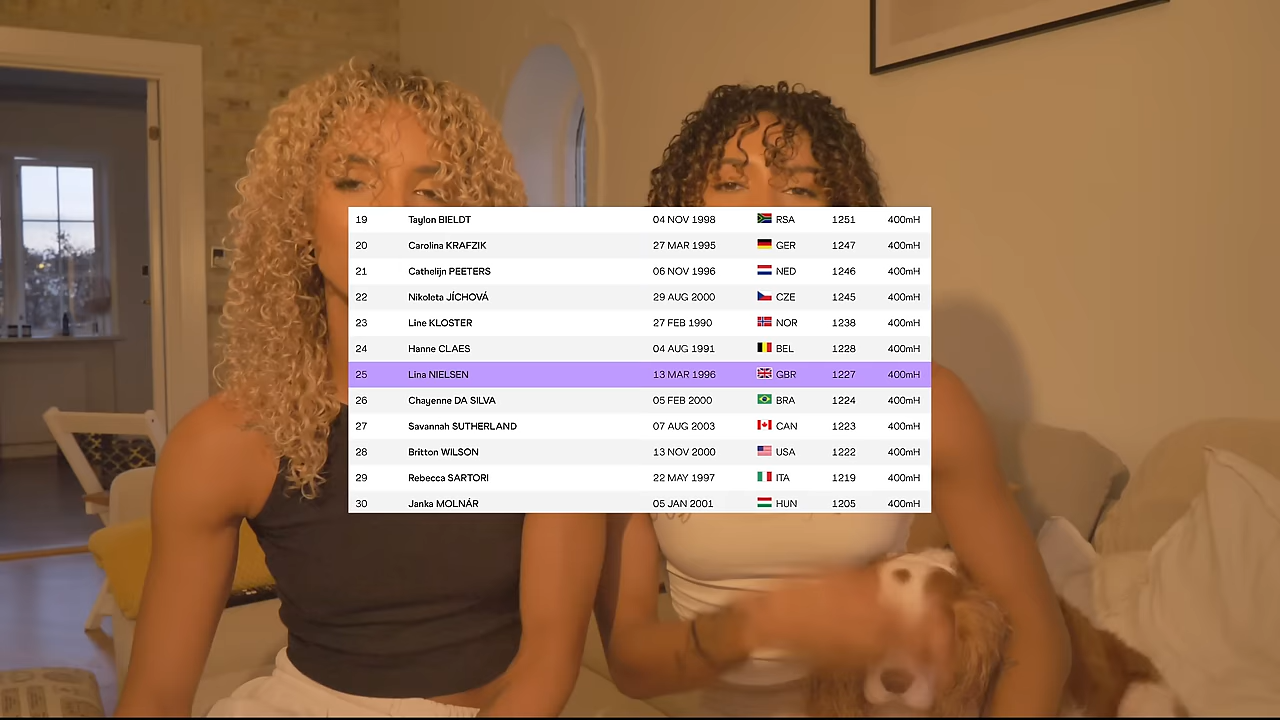 19 Taylon BIELDT 04 NOV 1998 RSA 1251 400mH
20 Carolina KRAFZIK 27 MAR 1995 GER 1247 400mH
21 Cathelijn PEETERS 06 NOV 1996 NED 1246 400mH
22 Nikoleta JÍCHOVÁ 29 AUG 2000 CZE 1245 400mH
23 Line KLOSTER 27 FEB 1990 NOR 1238 400mH
24 Hanne CLAES 04 AUG 1991 BEL 1228 400mH
25 Lina NIELSEN 13 MAR 1996 GBR 1227 400mH
26 Chayenne DA SILVA 05 FEB 2000 BRA 1224 400mH
27 Savannah SUTHERLAND 07 AUG 2003 CAN 1223 400mH
28 Britton WILSON 13 NOV 2000 USA 1222 400mH
29 Rebecca SARTORI 22 MAY 1997 ITA 1219 400mH
30 Janka MOLNÁR 05 JAN 2001 HUN 1205 400mH